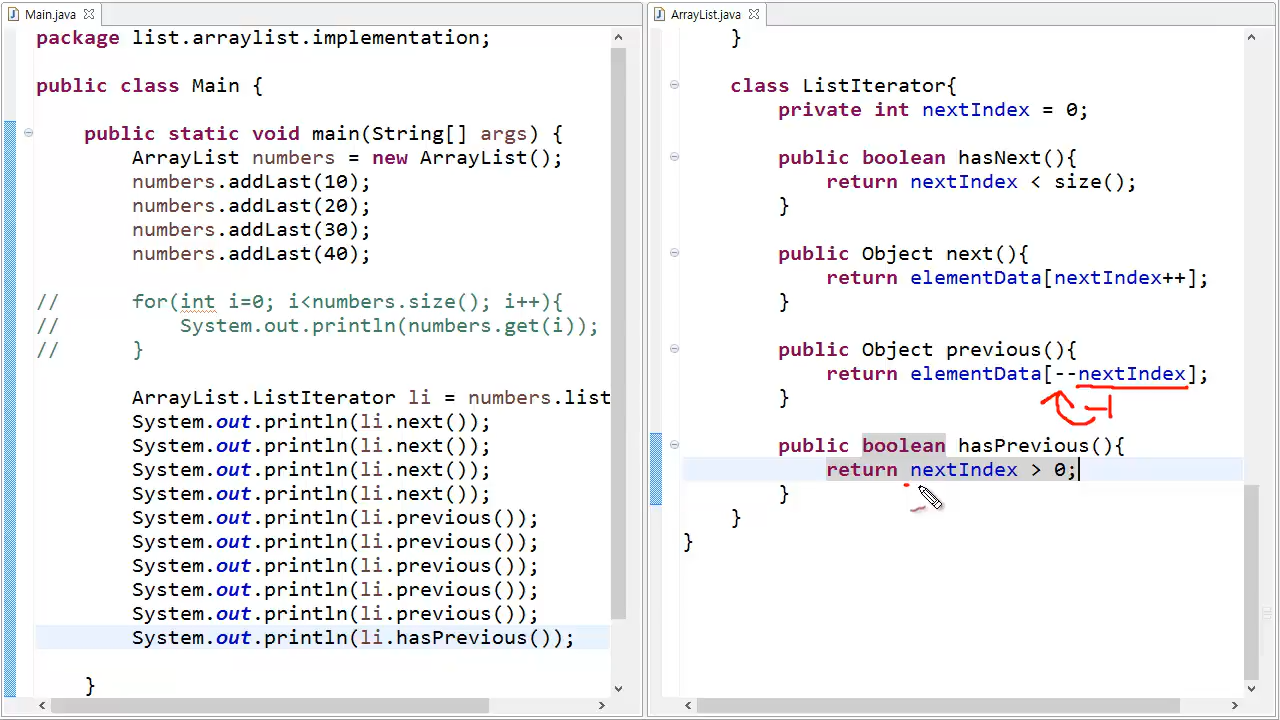 Main.java
package list.arraylist.implementation;
public class Main {
public static void main(String[] args) {
ArrayList numbers = new ArrayList();
numbers.addLast(10);
numbers.addLast(20);
numbers.addLast(30);
numbers.addLast(40);
// for(int i=0; i<numbers.size(); i++){
// System.out.println(numbers.get(i));
// }
ArrayList.ListIterator li = numbers.list
System.out.println(li.next());
System.out.println(li.next());
System.out.println(li.next());
System.out.println(li.next());
System.out.println(li.previous());
System.out.println(li.previous());
System.out.println(li.previous());
System.out.println(li.previous());
System.out.println(li.previous());
System.out.println(li.hasPrevious());
}
ArrayList.java
}
class ListIterator{
private int nextIndex = 0;
public boolean hasNext(){
return nextIndex < size();
}
public Object next(){
return elementData[nextIndex++];
}
public Object previous(){
return elementData[--nextIndex];
}
-1
public boolean hasPrevious(){
return nextIndex > 0;
}
}
}